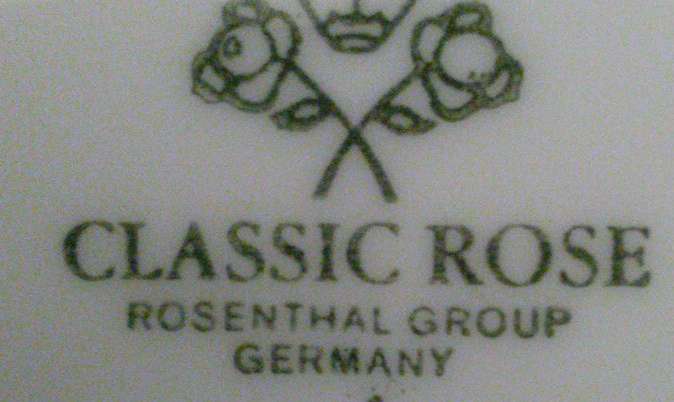 CLASSIC ROSE
ROSENTHAL GROUP
GERMANY